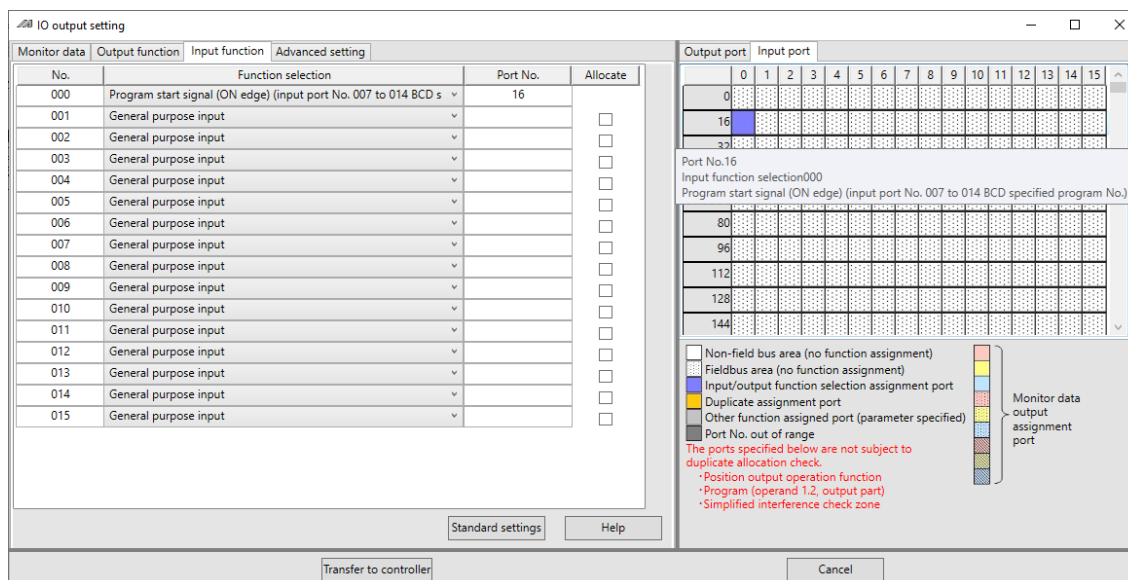 IO output setting
Monitor data Output function Input function Advanced setting
No. Function selection Port No. Allocate
000 Program start signal (ON edge) (input port No. 007 to 014 BCD s 16
001 General purpose input
002 General purpose input
003 General purpose input
004 General purpose input
005 General purpose input
006 General purpose input
007 General purpose input
008 General purpose input
009 General purpose input
010 General purpose input
011 General purpose input
012 General purpose input
013 General purpose input
014 General purpose input
015 General purpose input
Standard settings Help
Output port Input port
0 1 2 3 4 5 6 7 8 9 10 11 12 13 14 15
0
16
32
Port No.16
Input function selection000
Program start signal (ON edge) (input port No. 007 to 014 BCD specified program No.)
80
96
112
128
144
Non-field bus area (no function assignment)
Fieldbus area (no function assignment)
Input/output function selection assignment port
Duplicate assignment port
Other function assigned port (parameter specified)
Port No. out of range
Monitor data
output
assignment
port
The ports specified below are not subject to
duplicate allocation check.
・Position output operation function
・Program (operand 1.2, output part)
・Simplified interference check zone
Transfer to controller Cancel